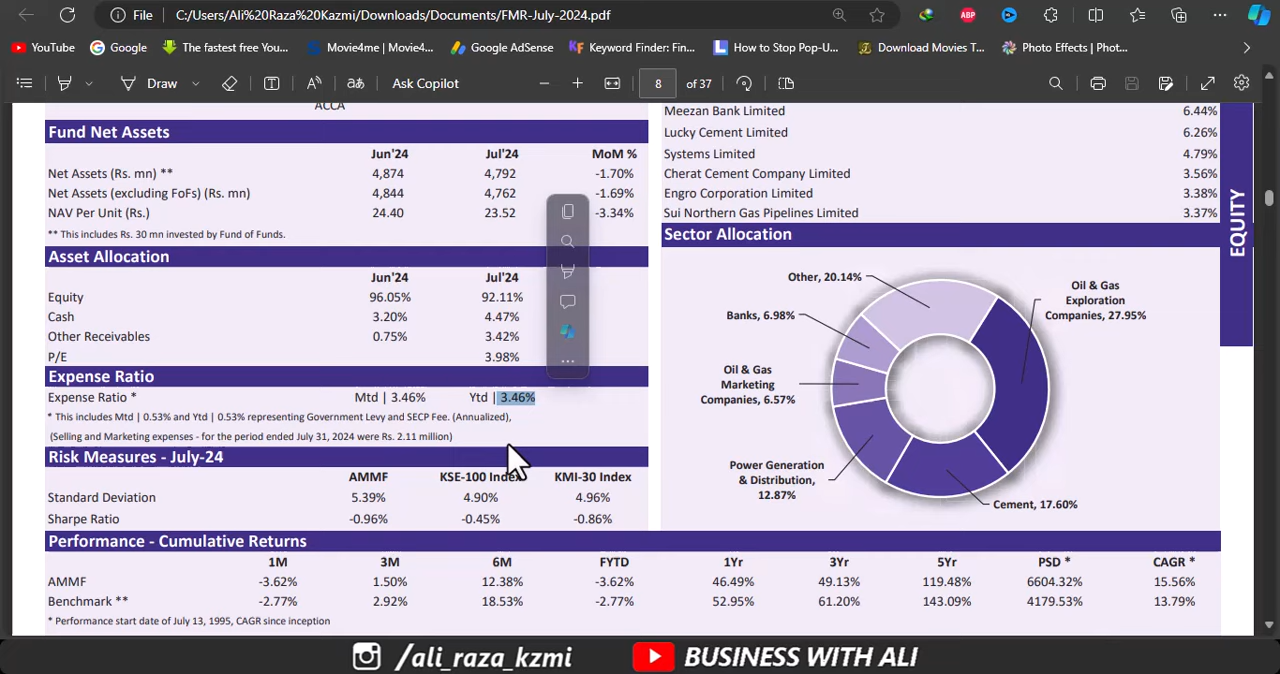 File
C:/Users/Ali%20Raza%20Kazmi/Downloads/Documents/FMR-July-2024.pdf
ABP
YouTube
Google
The fastest free You...
Movie4me | Movie4...
Google AdSense
Keyword Finder: Fin...
How to Stop Pop-U...
Download Movies T...
Photo Effects | Phot...
Draw
Ask Copilot
8 of 37
ACCA
Fund Net Assets
Jun'24 Jul'24 MoM %
Net Assets (Rs. mn) ** 4,874 4,792 -1.70%
Net Assets (excluding FoFs) (Rs. mn) 4,844 4,762 -1.69%
NAV Per Unit (Rs.) 24.40 23.52 -3.34%
** This includes Rs. 30 mn invested by Fund of Funds.
Asset Allocation
Jun'24 Jul'24
Equity 96.05% 92.11%
Cash 3.20% 4.47%
Other Receivables 0.75% 3.42%
P/E 3.98%
Expense Ratio
Expense Ratio * Mtd | 3.46% Ytd | 3.46%
* This includes Mtd | 0.53% and Ytd | 0.53% representing Government Levy and SECP Fee. (Annualized),
(Selling and Marketing expenses - for the period ended July 31, 2024 were Rs. 2.11 million)
Risk Measures - July-24
AMMF KSE-100 Index KMI-30 Index
Standard Deviation 5.39% 4.90% 4.96%
Sharpe Ratio -0.96% -0.45% -0.86%
Meezan Bank Limited 6.44%
Lucky Cement Limited 6.26%
Systems Limited 4.79%
Cherat Cement Company Limited 3.56%
Engro Corporation Limited 3.38%
Sui Northern Gas Pipelines Limited 3.37%
EQUITY
Sector Allocation
Other, 20.14%
Oil & Gas
Exploration
Companies, 27.95%
Banks, 6.98%
Oil & Gas
Marketing
Companies, 6.57%
Power Generation
& Distribution,
12.87%
Cement, 17.60%
Performance - Cumulative Returns
1M 3M 6M FYTD 1Yr 3Yr 5Yr PSD * CAGR *
AMMF -3.62% 1.50% 12.38% -3.62% 46.49% 49.13% 119.48% 6604.32% 15.56%
Benchmark ** -2.77% 2.92% 18.53% -2.77% 52.95% 61.20% 143.09% 4179.53% 13.79%
* Performance start date of July 13, 1995, CAGR since inception
/ali_raza_kzmi
BUSINESS WITH ALI